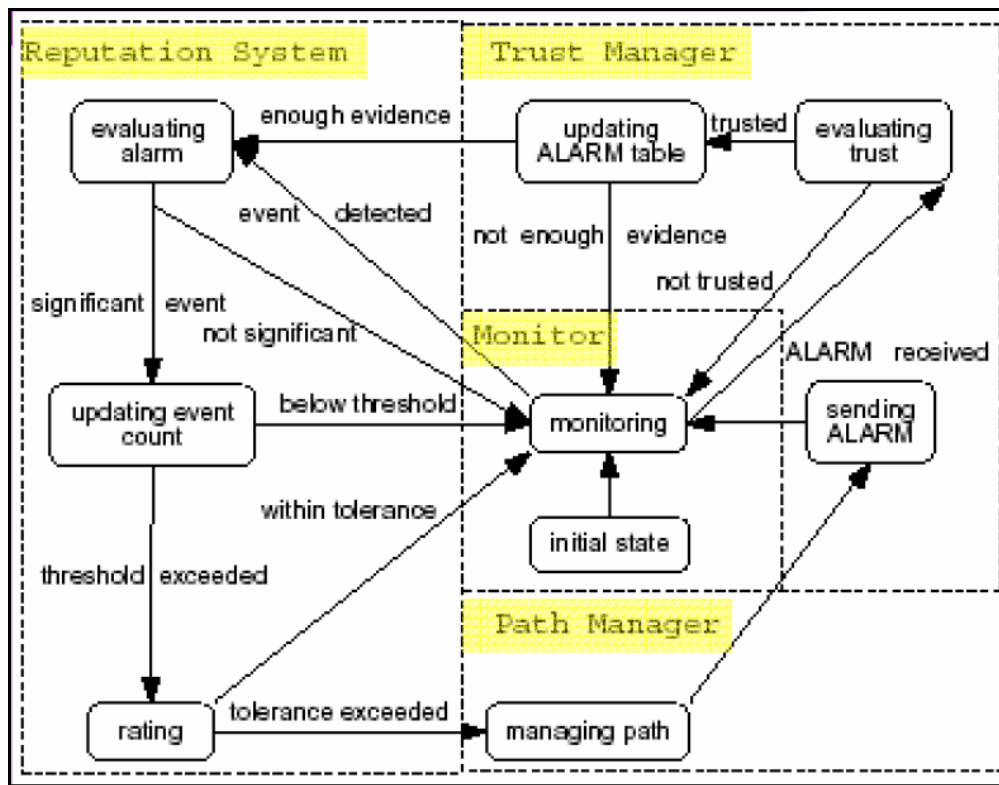 Reputation System
Trust Manager
evaluating
alarm
enough evidence
updating
ALARM table
trusted
evaluating
trust
event detected
not enough evidence
significant event
not significant
not trusted
Monitor
ALARM received
updating event
count
below threshold
monitoring
sending
ALARM
within tolerance
initial state
threshold exceeded
Path Manager
rating
tolerance exceeded
managing path